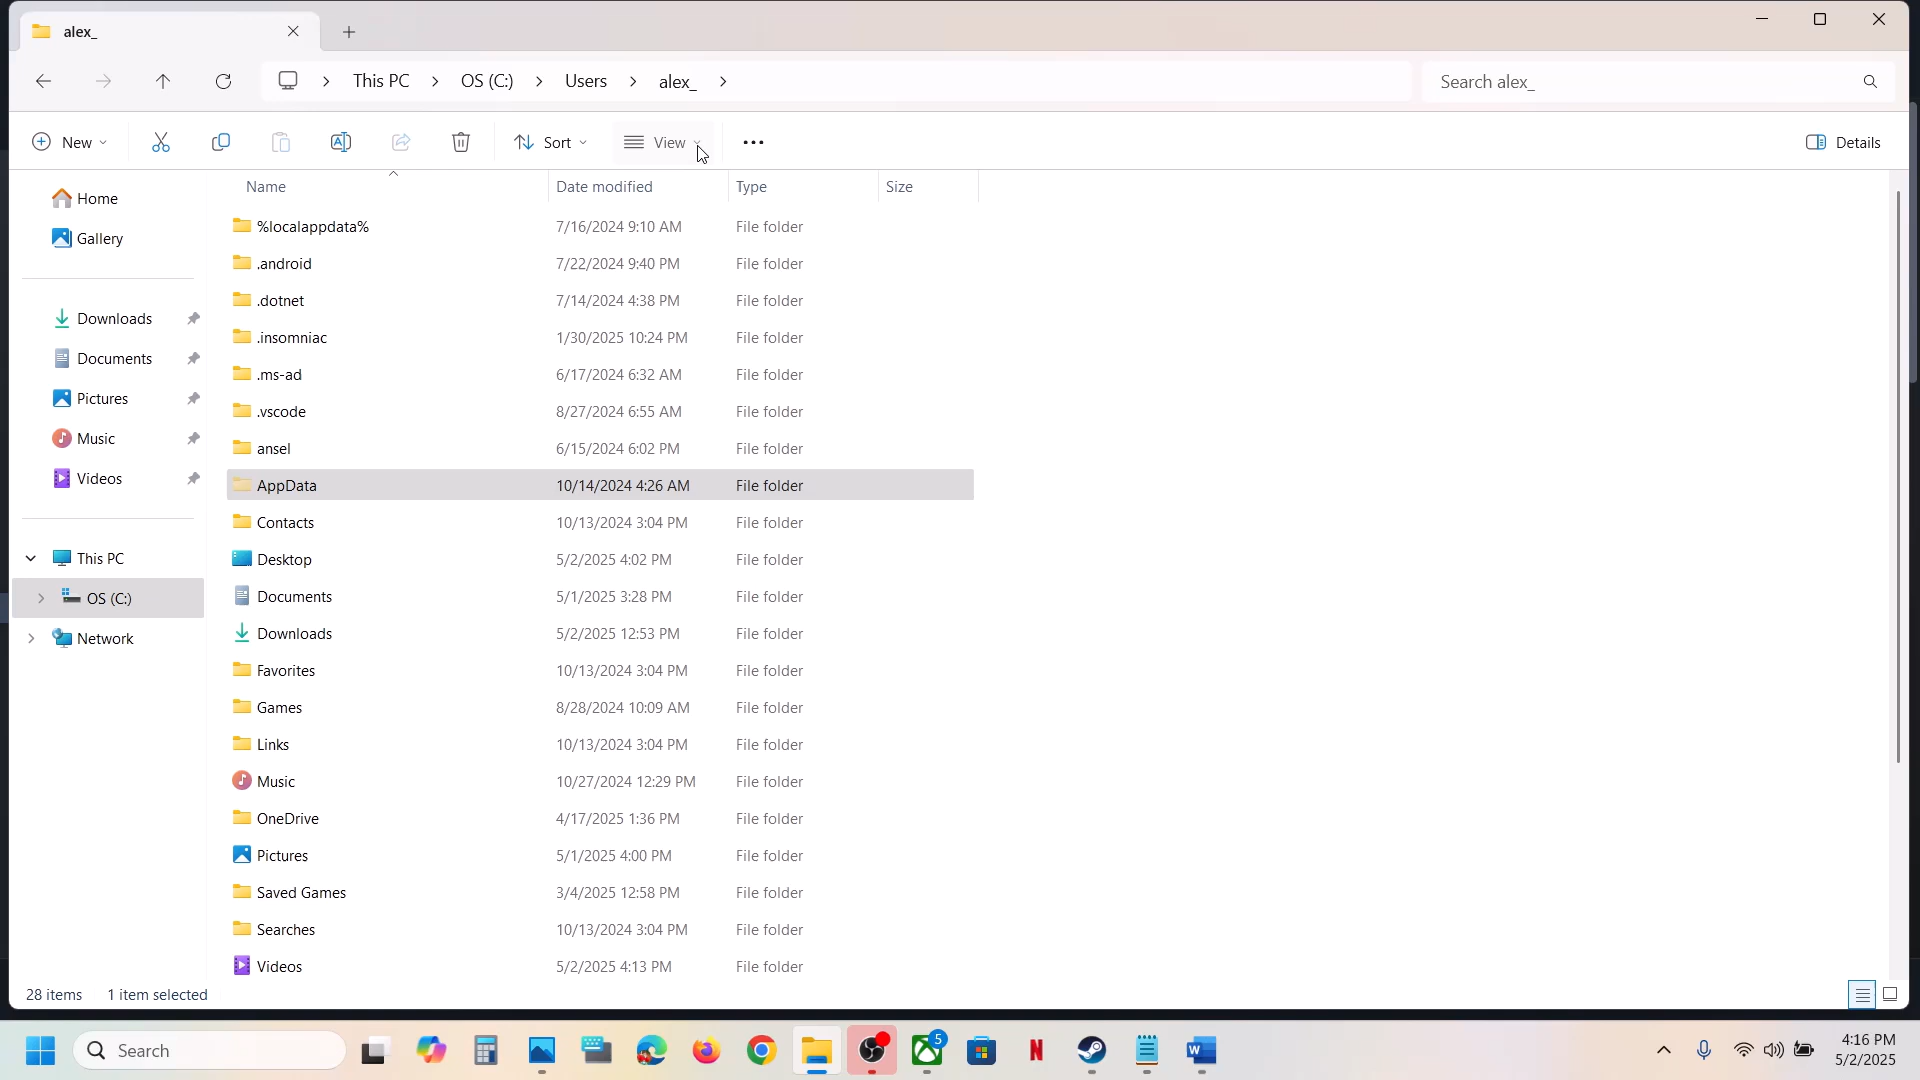 alex_
This PC
OS (C:)
Users
alex_
Search alex_
New
Sort
View
Details
Name
Date modified
Type
Size
Home
Gallery
Downloads
Documents
Pictures
Music
Videos
This PC
OS (C:)
Network
%localappdata% 7/16/2024 9:10 AM File folder
.android 7/22/2024 9:40 PM File folder
.dotnet 7/14/2024 4:38 PM File folder
.insomniac 1/30/2025 10:24 PM File folder
.ms-ad 6/17/2024 6:32 AM File folder
.vscode 8/27/2024 6:55 AM File folder
ansel 6/15/2024 6:02 PM File folder
AppData 10/14/2024 4:26 AM File folder
Contacts 10/13/2024 3:04 PM File folder
Desktop 5/2/2025 4:02 PM File folder
Documents 5/1/2025 3:28 PM File folder
Downloads 5/2/2025 12:53 PM File folder
Favorites 10/13/2024 3:04 PM File folder
Games 8/28/2024 10:09 AM File folder
Links 10/13/2024 3:04 PM File folder
Music 10/27/2024 12:29 PM File folder
OneDrive 4/17/2025 1:36 PM File folder
Pictures 5/1/2025 4:00 PM File folder
Saved Games 3/4/2025 12:58 PM File folder
Searches 10/13/2024 3:04 PM File folder
Videos 5/2/2025 4:13 PM File folder
28 items
1 item selected
Search
5
4:16 PM
5/2/2025